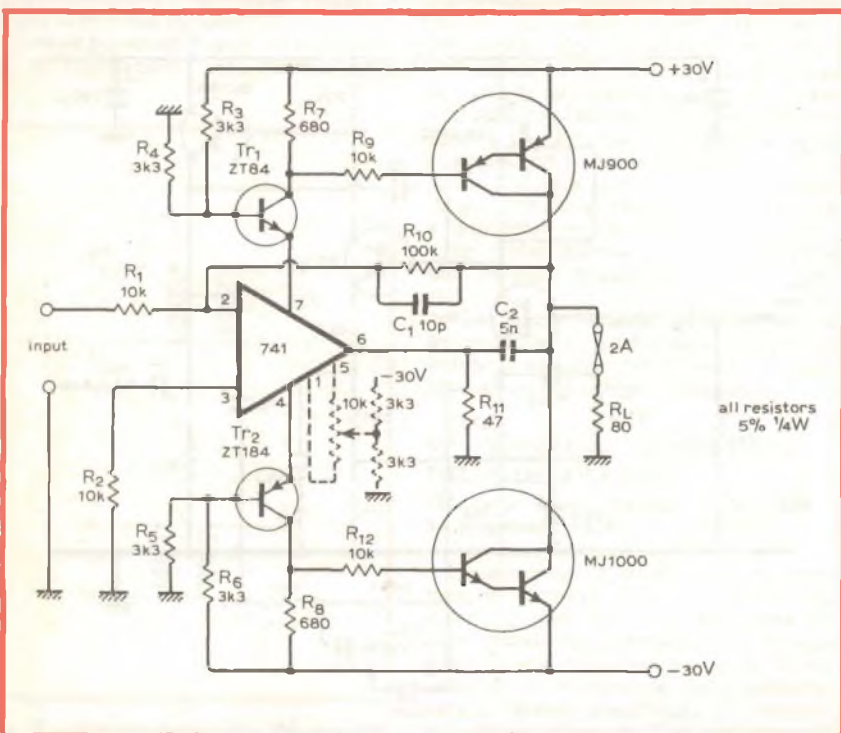 +30V
R3
3k3
R7
680
R4
3k3
Tr1
ZT84
R9
10k
MJ900
R10
100k
R1
10k
C1 10p
2
7
C2
5n
input
741
6
2A
5
1
-30V
3
4
10k
3k3
R11
47
RL
80
all resistors
5% ¼W
Tr2
ZT184
3k3
R2
10k
R5
3k3
R12
10k
MJ1000
R6
3k3
R8
680
-30V